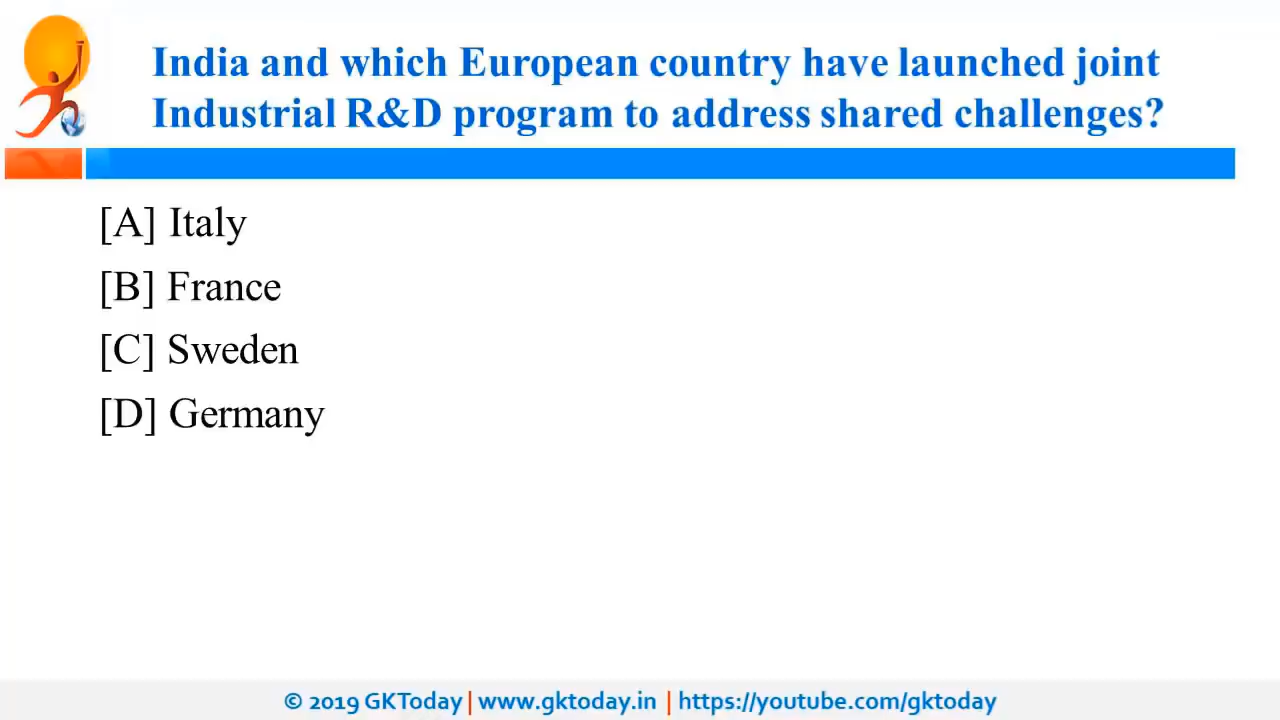 India and which European country have launched joint
Industrial R&D program to address shared challenges?
[A] Italy
[B] France
[C] Sweden
[D] Germany
© 2019 GKToday | www.gktoday.in | https://youtube.com/gktoday